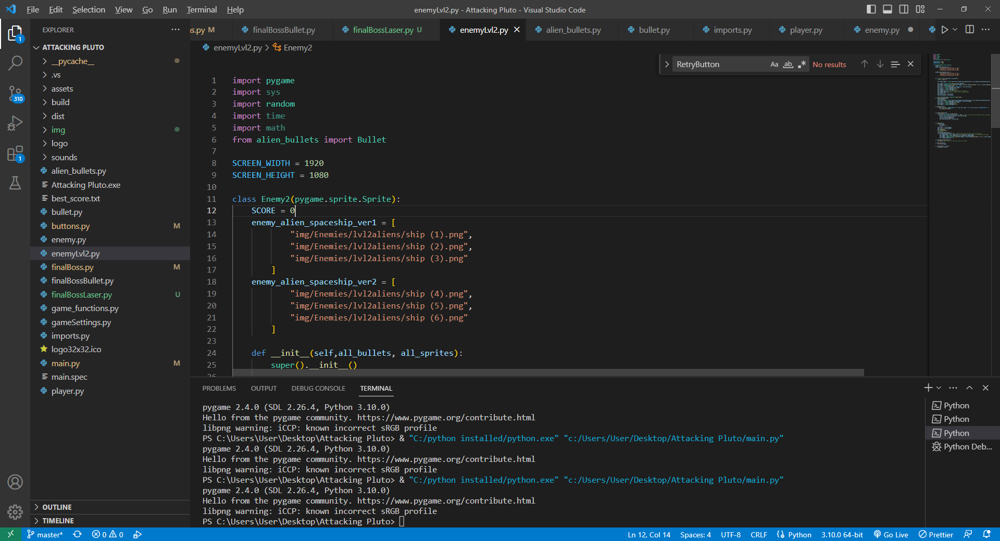 File Edit Selection View Go Run Terminal Help
enemyLvl2.py - Attacking Pluto - Visual Studio Code
EXPLORER
ATTACKING PLUTO
__pycache__
.vs
assets
build
dist
img
logo
sounds
alien_bullets.py
Attacking Pluto.exe
best_score.txt
bullet.py
buttons.py M
enemy.py
enemyLvl2.py
finalBoss.py M
finalBossBullet.py
finalBossLaser.py U
game_functions.py
gameSettings.py
imports.py
logo32x32.ico
main.py M
main.spec
player.py
OUTLINE
TIMELINE
1
310
1
ns.py M finalBossBullet.py finalBossLaser.py U enemyLvl2.py alien_bullets.py bullet.py imports.py player.py enemy.py
enemyLvl2.py > Enemy2
RetryButton Aa ab .* No results
1 import pygame
2 import sys
3 import random
4 import time
5 import math
6 from alien_bullets import Bullet
7
8 SCREEN_WIDTH = 1920
9 SCREEN_HEIGHT = 1080
10
11 class Enemy2(pygame.sprite.Sprite):
12 SCORE = 0
13 enemy_alien_spaceship_ver1 = [
14 "img/Enemies/lvl2aliens/ship (1).png",
15 "img/Enemies/lvl2aliens/ship (2).png",
16 "img/Enemies/lvl2aliens/ship (3).png"
17 ]
18 enemy_alien_spaceship_ver2 = [
19 "img/Enemies/lvl2aliens/ship (4).png",
20 "img/Enemies/lvl2aliens/ship (5).png",
21 "img/Enemies/lvl2aliens/ship (6).png"
22 ]
23
24 def __init__(self,all_bullets, all_sprites):
25 super().__init__()
26
PROBLEMS OUTPUT DEBUG CONSOLE TERMINAL
pygame 2.4.0 (SDL 2.26.4, Python 3.10.0)
Hello from the pygame community. https://www.pygame.org/contribute.html
libpng warning: iCCP: known incorrect sRGB profile
PS C:\Users\User\Desktop\Attacking Pluto> & "C:/python installed/python.exe" "c:/Users/User/Desktop/Attacking Pluto/main.py"
pygame 2.4.0 (SDL 2.26.4, Python 3.10.0)
Hello from the pygame community. https://www.pygame.org/contribute.html
libpng warning: iCCP: known incorrect sRGB profile
PS C:\Users\User\Desktop\Attacking Pluto> & "C:/python installed/python.exe" "c:/Users/User/Desktop/Attacking Pluto/main.py"
pygame 2.4.0 (SDL 2.26.4, Python 3.10.0)
Hello from the pygame community. https://www.pygame.org/contribute.html
libpng warning: iCCP: known incorrect sRGB profile
PS C:\Users\User\Desktop\Attacking Pluto>
Python
Python
Python
Python Deb...
master* 0 0 Ln 12, Col 14 Spaces: 4 UTF-8 CRLF Python 3.10.0 64-bit Go Live Prettier